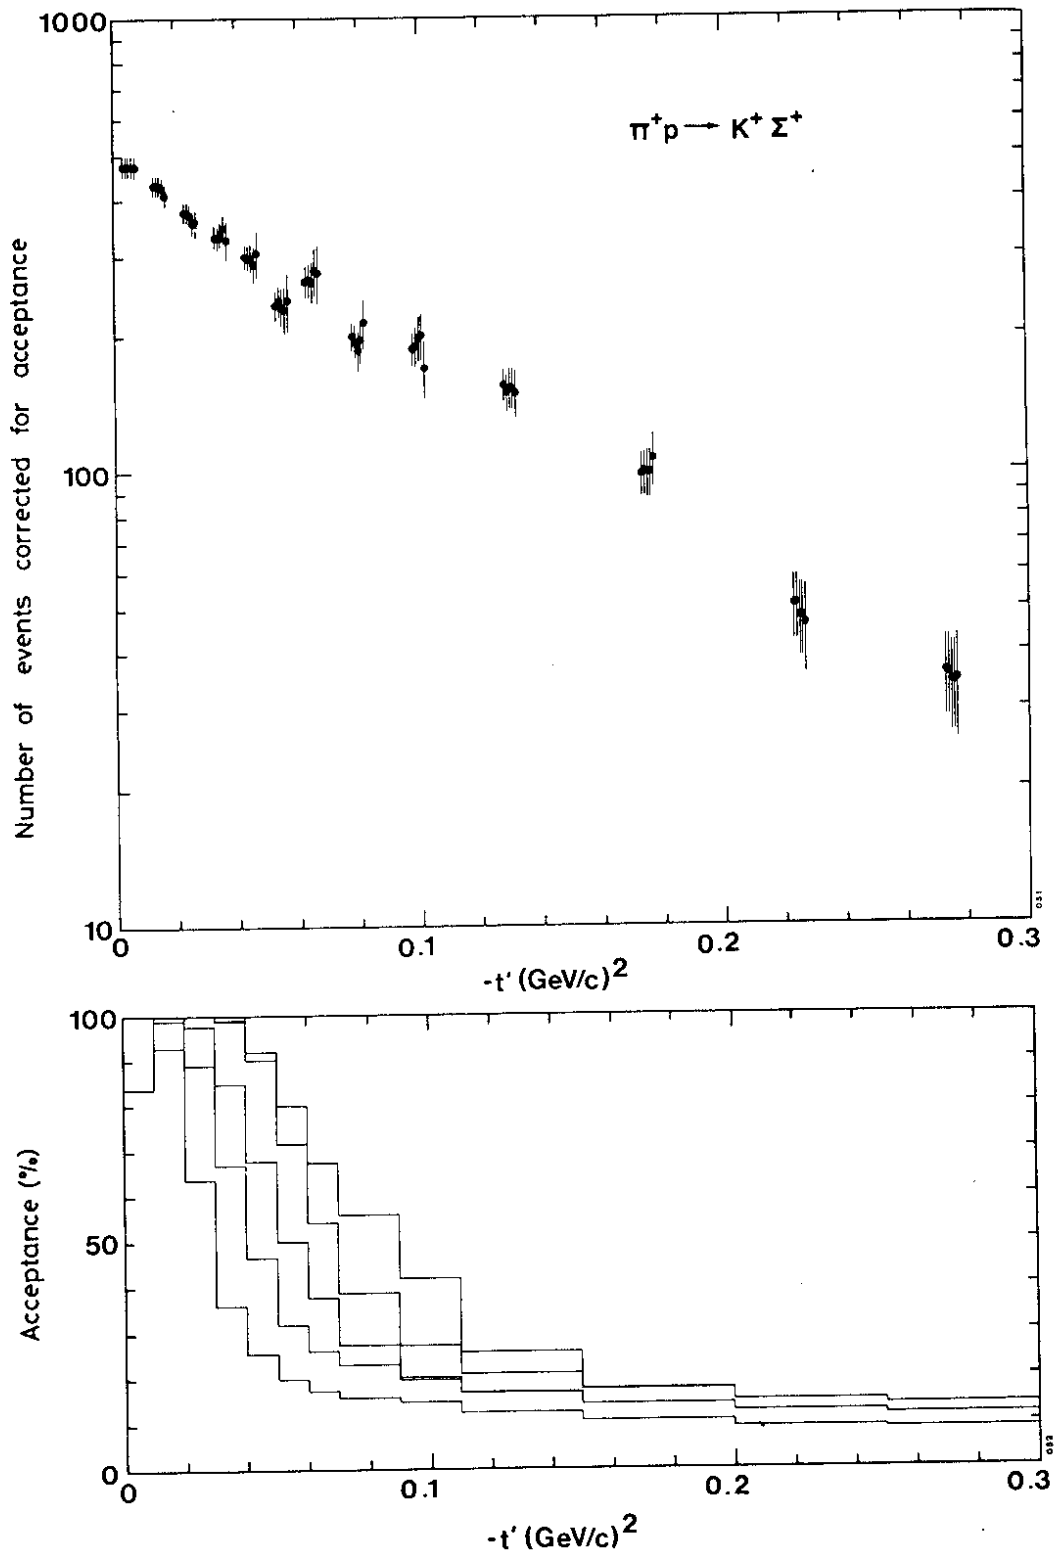 1000
π⁺p → K⁺ Σ⁺
Number of events corrected for acceptance
100
10
0 0.1 0.2 0.3
-t' (GeV/c)²
031
100
Acceptance (%)
50
0
0 0.1 0.2 0.3
-t' (GeV/c)²